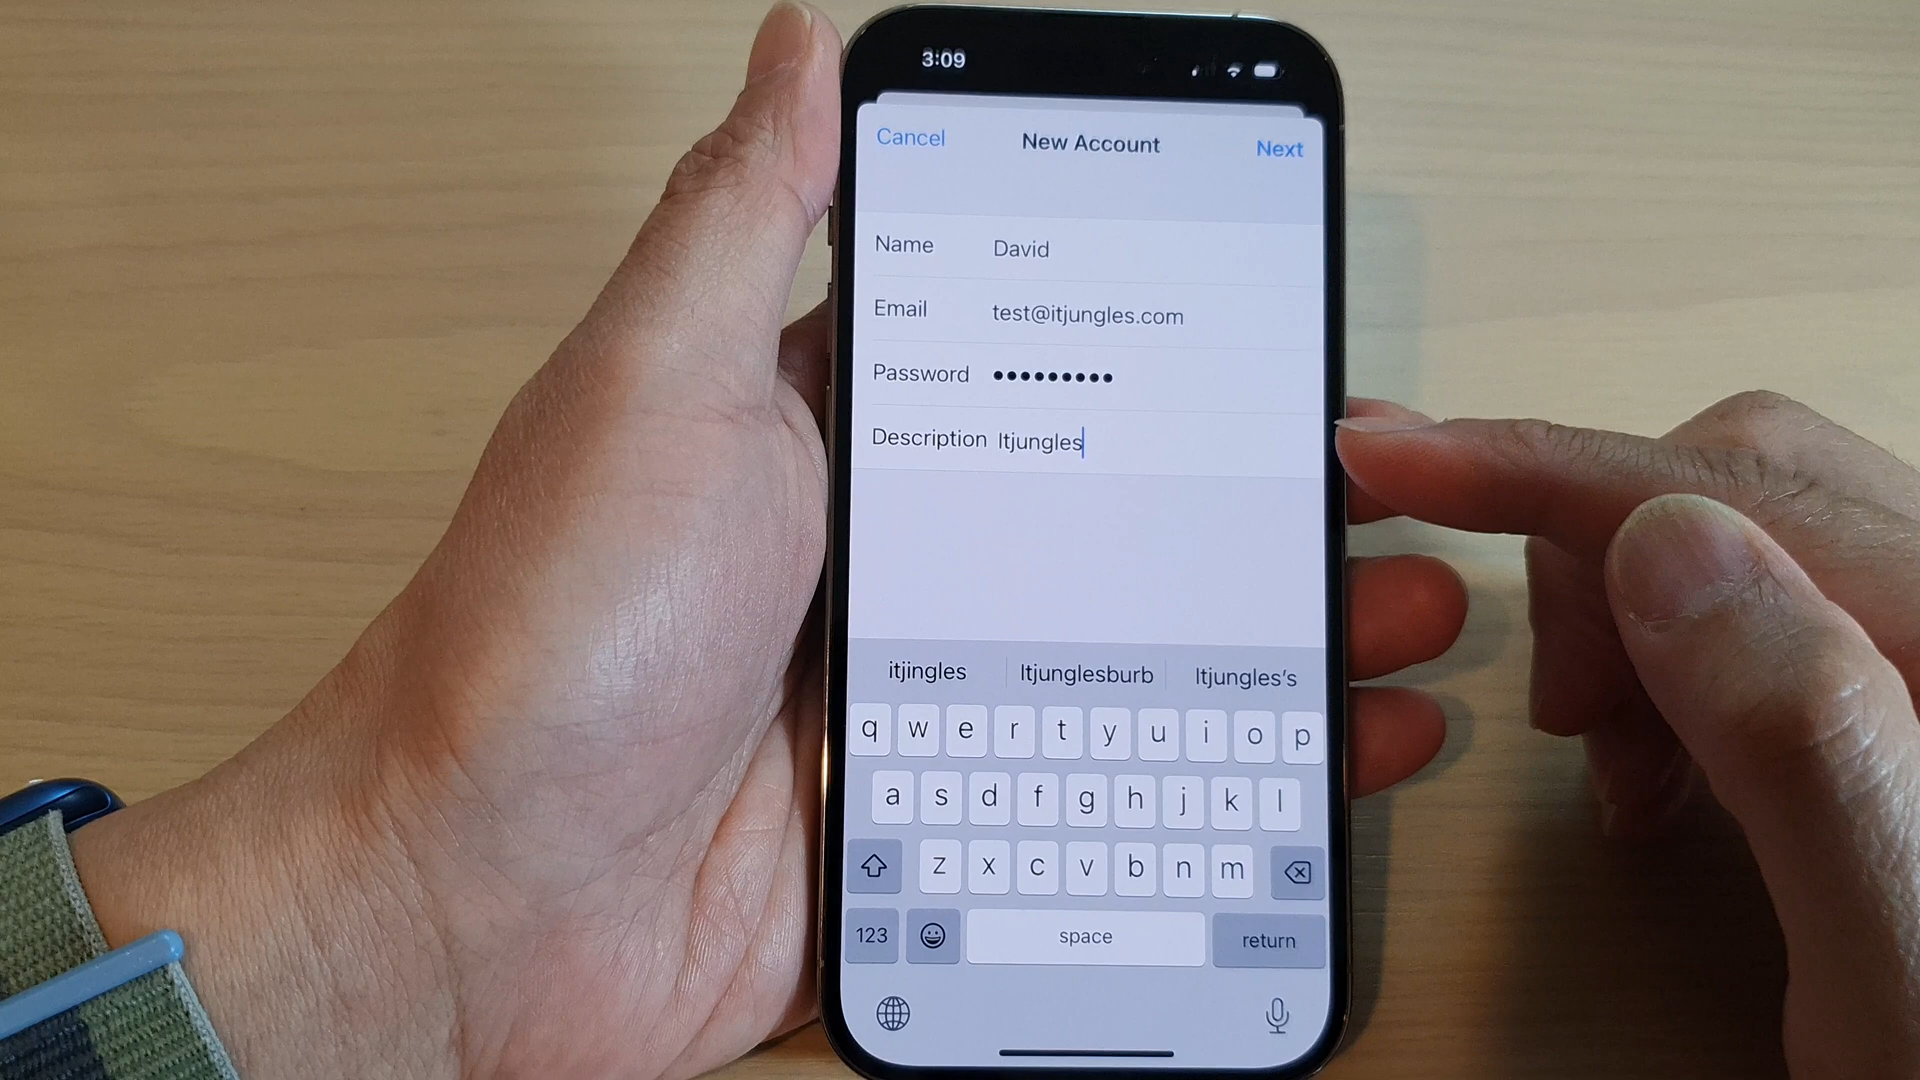 3:09
Cancel New Account Next
Name David
Email test@itjungles.com
Password •••••••••
Description Itjungles
itjingles Itjunglesburb Itjungles's
q w e r t y u i o p
a s d f g h j k l
z x c v b n m
123 space return